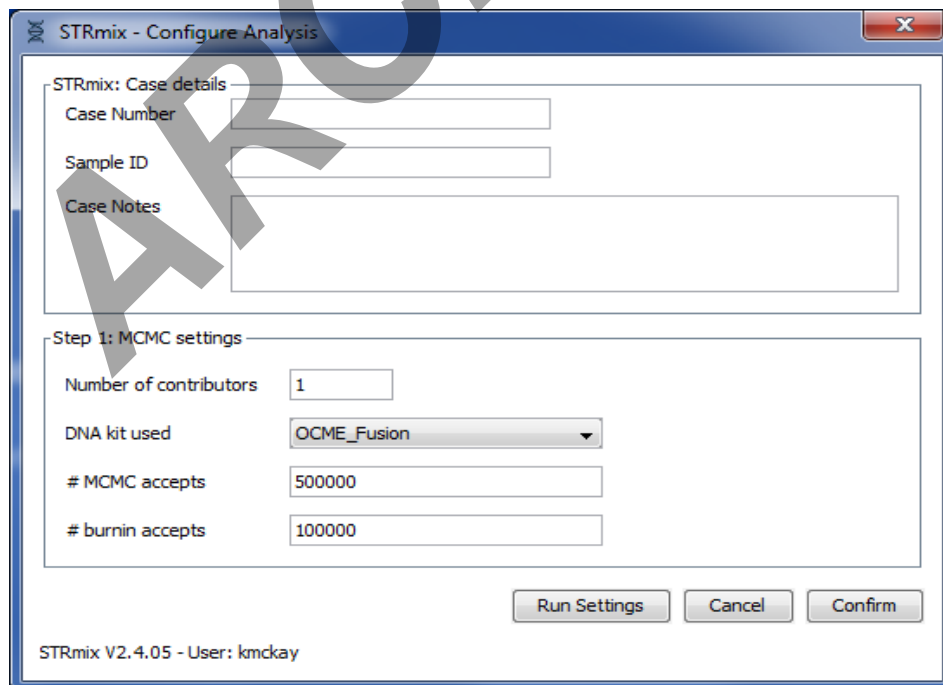 STRmix - Configure Analysis
STRmix: Case details
Case Number
Sample ID
Case Notes
Step 1: MCMC settings
Number of contributors 1
DNA kit used OCME_Fusion
# MCMC accepts 500000
# burnin accepts 100000
Run Settings Cancel Confirm
STRmix V2.4.05 - User: kmckay